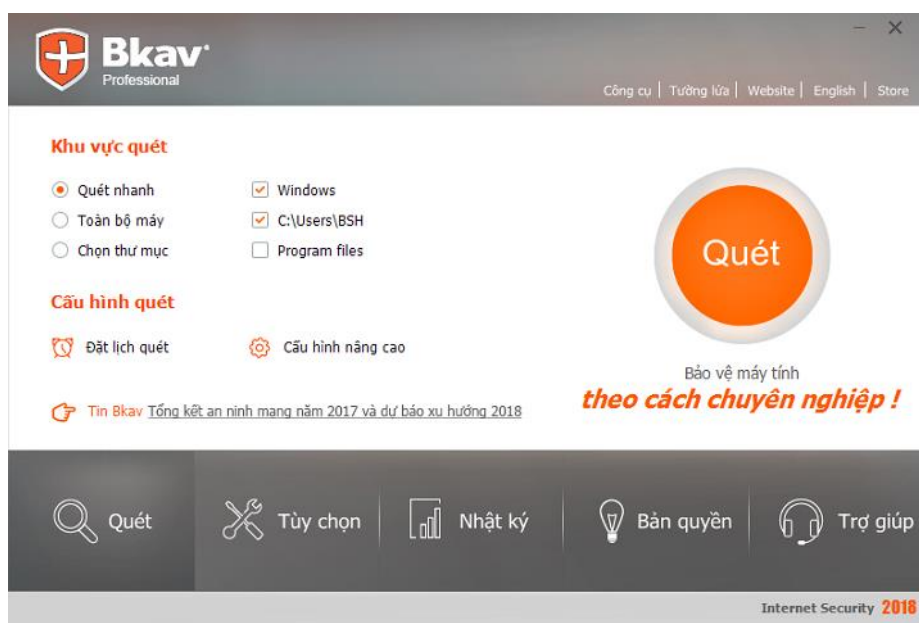 Bkav
Professional
Công cụ | Tường lửa | Website | English | Store
Khu vực quét
Quét nhanh
Windows
Toàn bộ máy
C:\Users\BSH
Chọn thư mục
Program files
Quét
Cấu hình quét
Đặt lịch quét
Cấu hình nâng cao
Bảo vệ máy tính
theo cách chuyên nghiệp !
Tin Bkav Tổng kết an ninh mạng năm 2017 và dự báo xu hướng 2018
Quét
Tùy chọn
Nhật ký
Bản quyền
Trợ giúp
Internet Security 2018